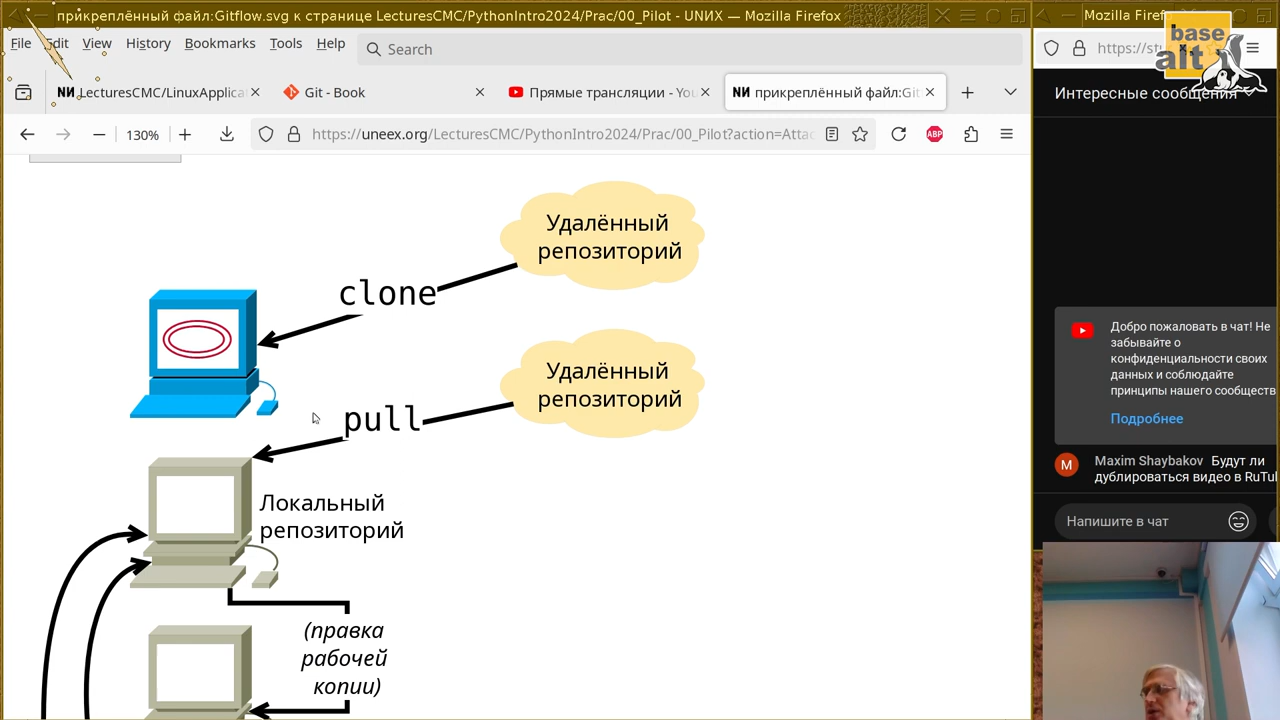 прикреплённый файл:Gitflow.svg к странице LecturesCMC/PythonIntro2024/Prac/00_Pilot - UNИX — Mozilla Firefox
Mozilla Firef
base
alt
File Edit View History Bookmarks Tools Help
Search
https://stu
LecturesCMC/LinuxApplica
Git - Book
Прямые трансляции - You
прикреплённый файл:Git
Интересные сообщения
130%
https://uneex.org/LecturesCMC/PythonIntro2024/Prac/00_Pilot?action=Attac
ABP
Удалённый
репозиторий
clone
Удалённый
репозиторий
pull
Локальный
репозиторий
(правка
рабочей
копии)
Добро пожаловать в чат! Не
забывайте о
конфиденциальности своих
данных и соблюдайте
принципы нашего сообществ
Подробнее
M
Maxim Shaybakov Будут ли
дублироваться видео в RuTul
Напишите в чат